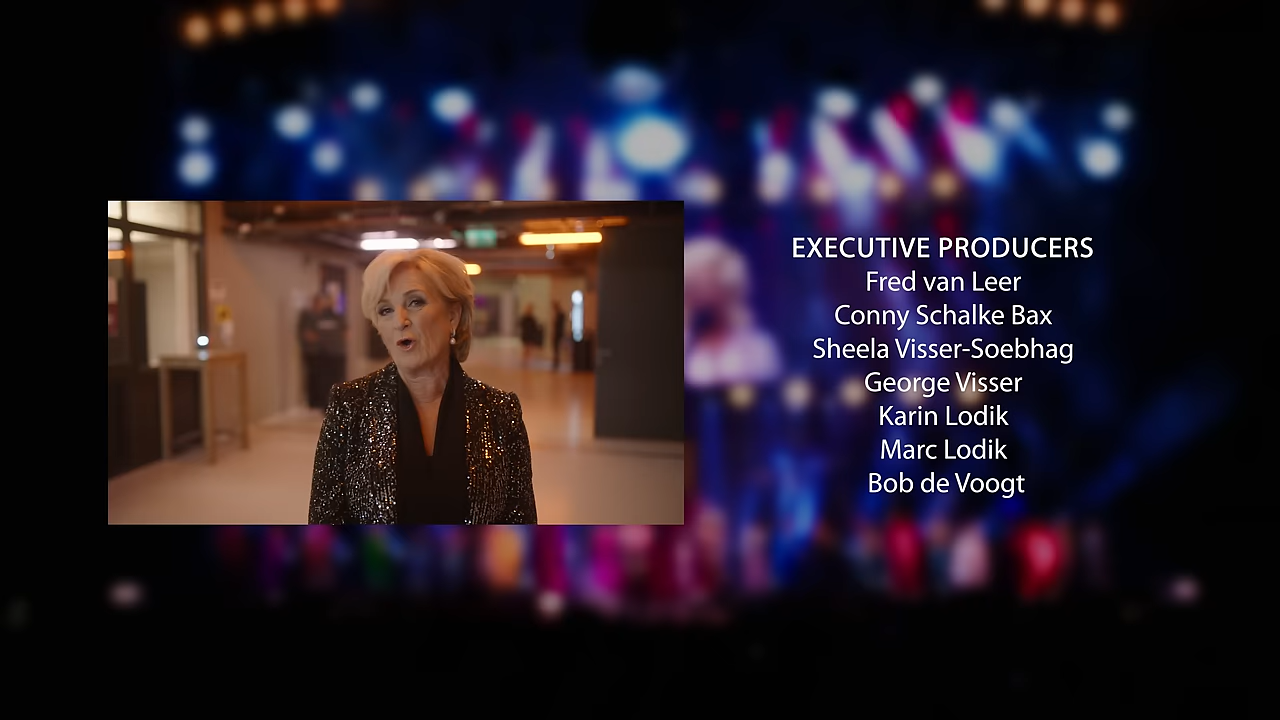 EXECUTIVE PRODUCERS
Fred van Leer
Conny Schalke Bax
Sheela Visser-Soebhag
George Visser
Karin Lodik
Marc Lodik
Bob de Voogt